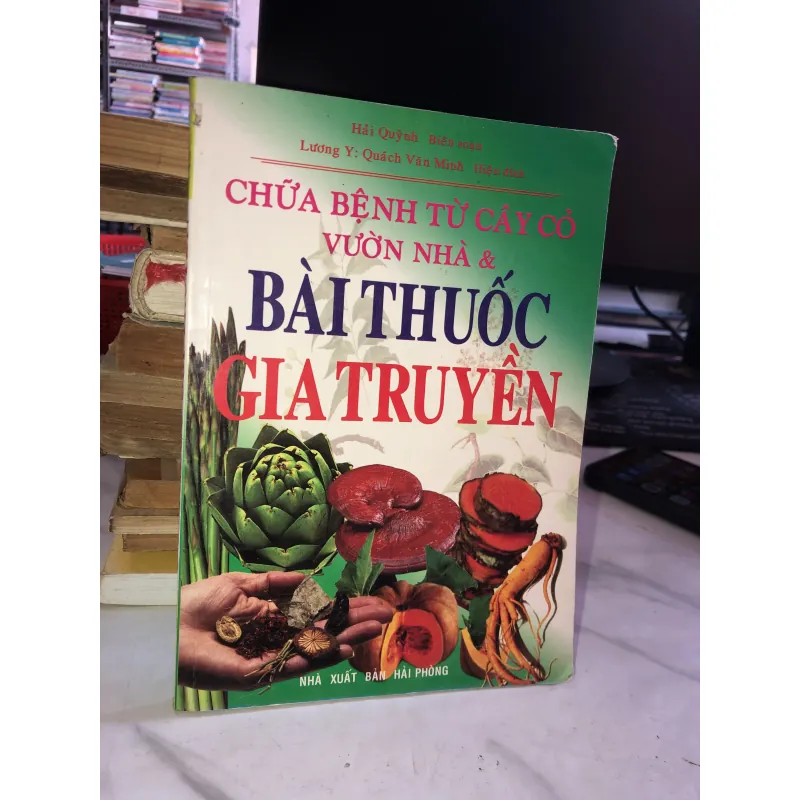 Hải Quỳnh Biên soạn
Lương Y: Quách Văn Minh Hiệu đính
CHỮA BỆNH TỪ CÂY CỎ
VƯỜN NHÀ &
BÀI THUỐC
GIA TRUYỀN
NHÀ XUẤT BẢN HẢI PHÒNG